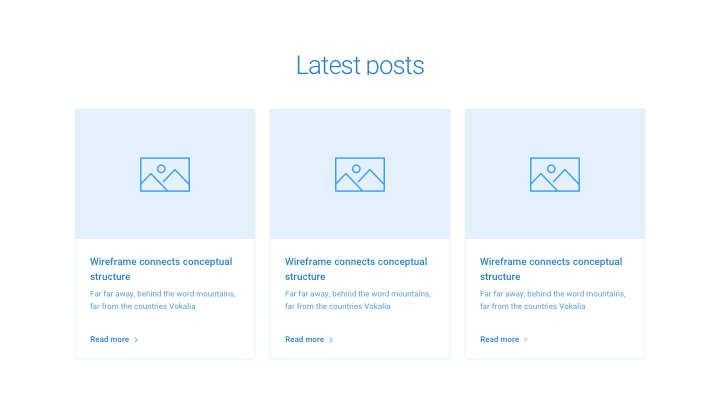 Latest posts
Wireframe connects conceptual
structure
Far far away, behind the word mountains,
far from the countries Vokalia
Read more
Wireframe connects conceptual
structure
Far far away, behind the word mountains,
far from the countries Vokalia
Read more
Wireframe connects conceptual
structure
Far far away, behind the word mountains,
far from the countries Vokalia
Read more